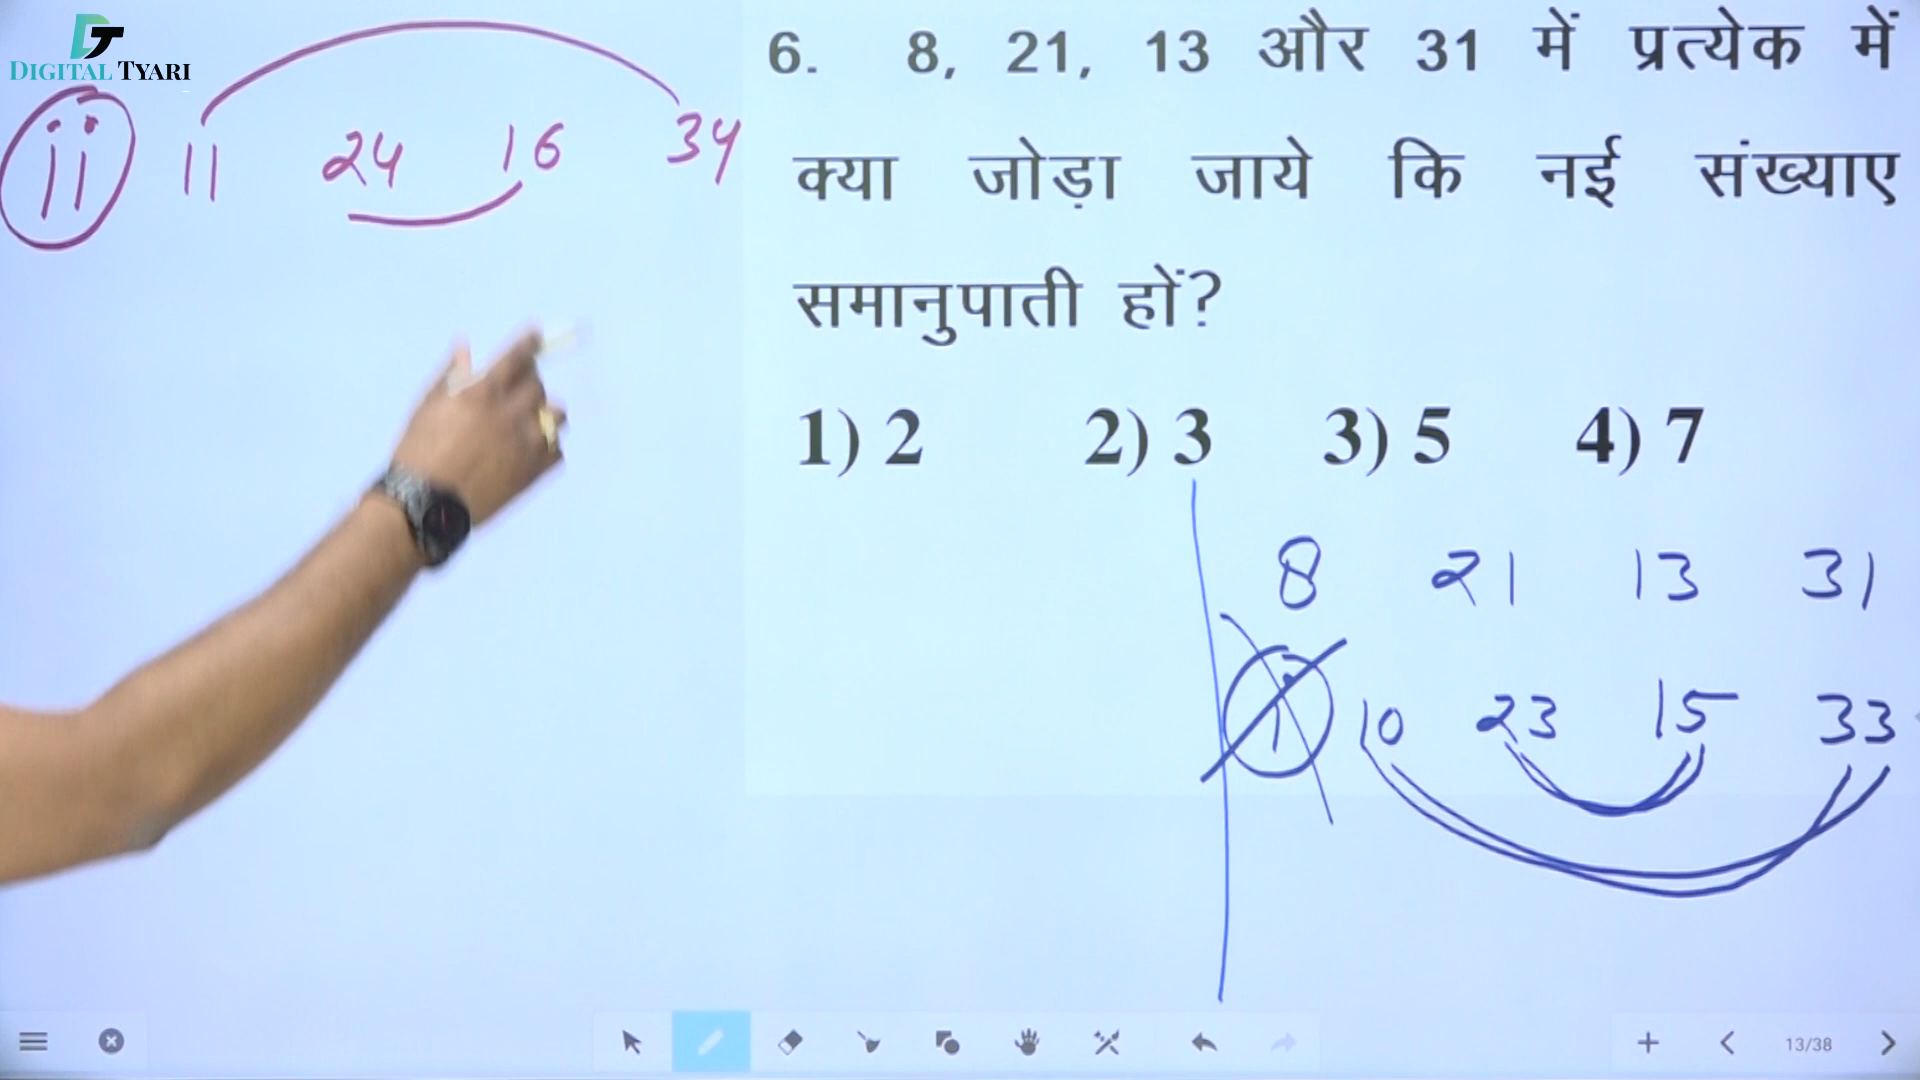 DIGITAL TYARI
ii 11 24 16 34
6. 8, 21, 13 और 31 में प्रत्येक में
क्या जोड़ा जाये कि नई संख्याए
समानुपाती हों?
1) 2 2) 3 3) 5 4) 7
8 21 13 31
i 10 23 15 33
13/38